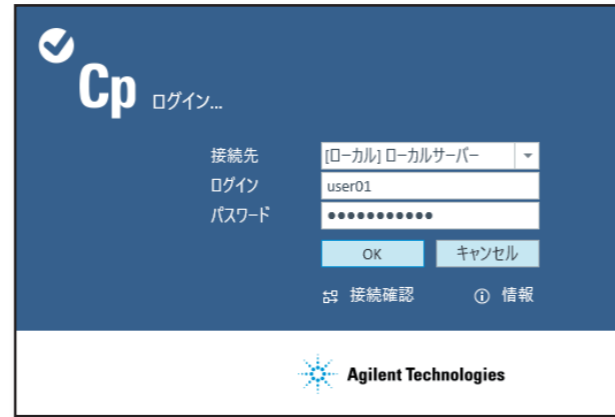 Cp ログイン...
接続先 [ローカル] ローカルサーバー
ログイン user01
パスワード ●●●●●●●●●●●
OK キャンセル
接続確認 情報
Agilent Technologies